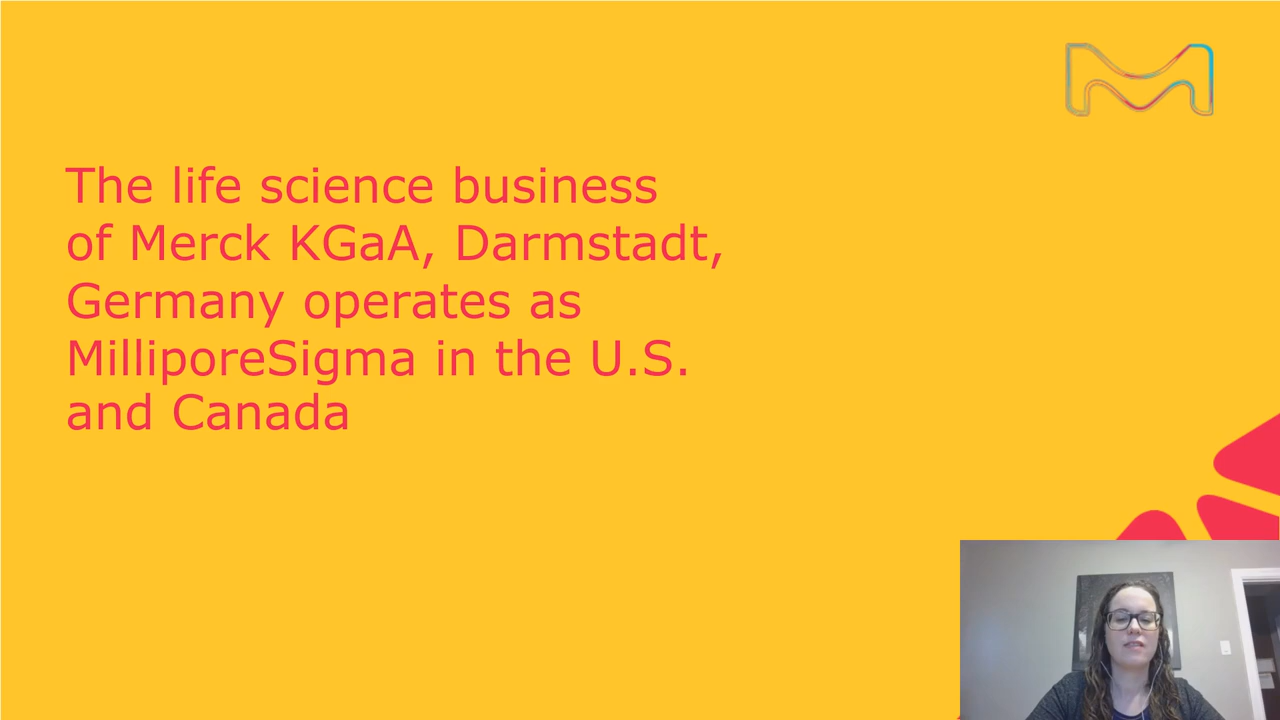 The life science business
of Merck KGaA, Darmstadt,
Germany operates as
MilliporeSigma in the U.S.
and Canada